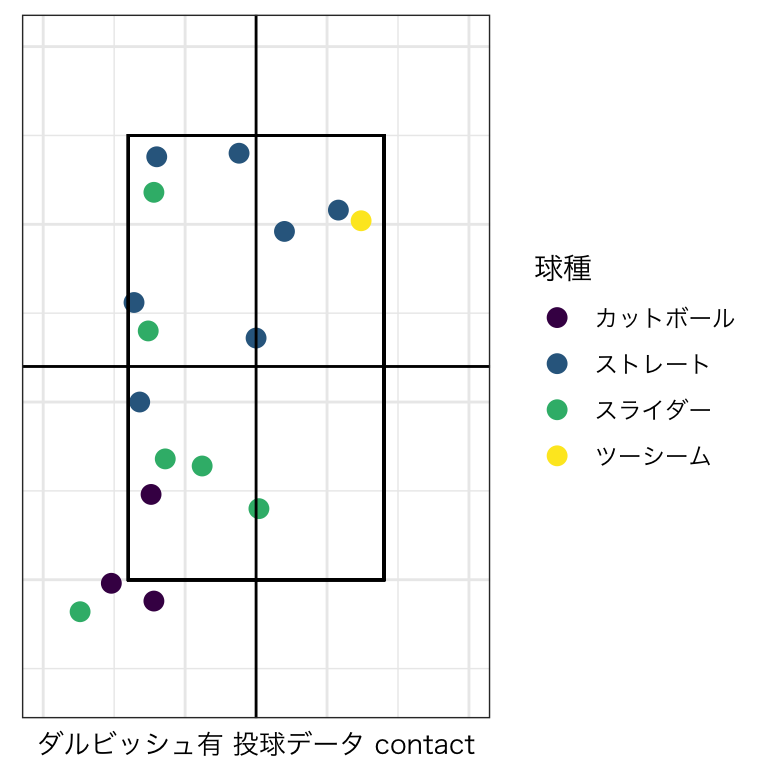 球種
カットボール
ストレート
スライダー
ツーシーム
ダルビッシュ有 投球データ contact